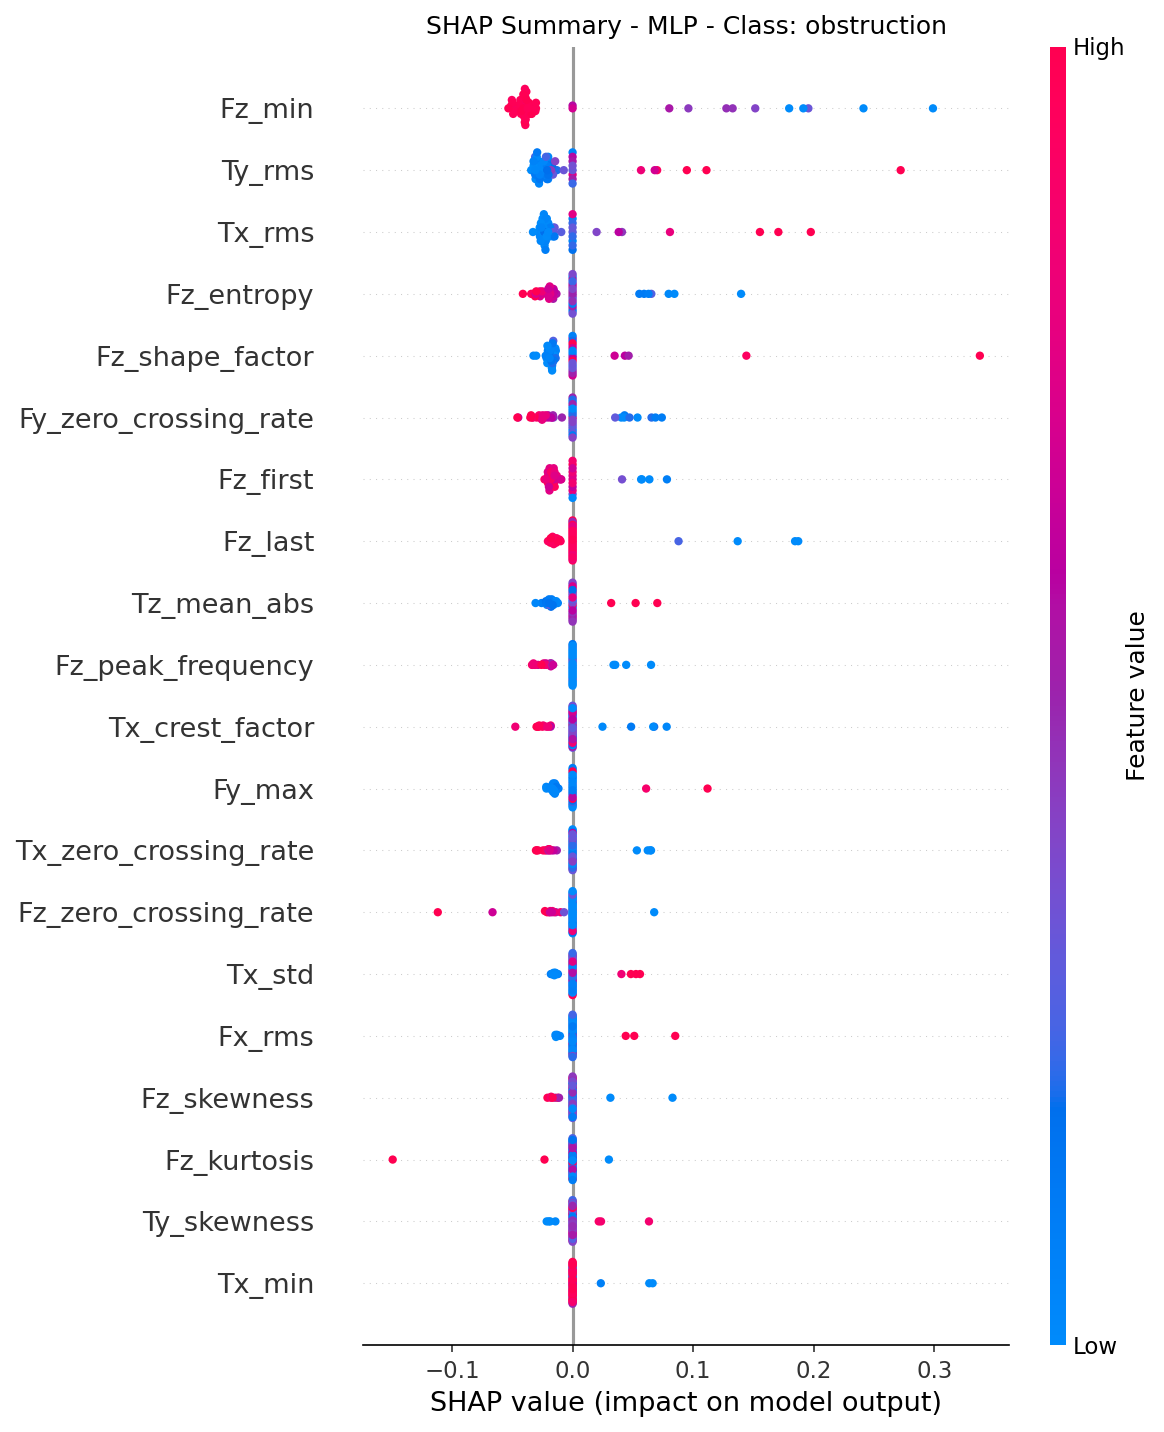 SHAP Summary - MLP - Class: obstruction
High
Fz_min
Ty_rms
Tx_rms
Fz_entropy
Fz_shape_factor
Fy_zero_crossing_rate
Fz_first
Fz_last
Tz_mean_abs
Fz_peak_frequency
Tx_crest_factor
Fy_max
Tx_zero_crossing_rate
Fz_zero_crossing_rate
Tx_std
Fx_rms
Fz_skewness
Fz_kurtosis
Ty_skewness
Tx_min
Feature value
Low
−0.1 0.0 0.1 0.2 0.3
SHAP value (impact on model output)